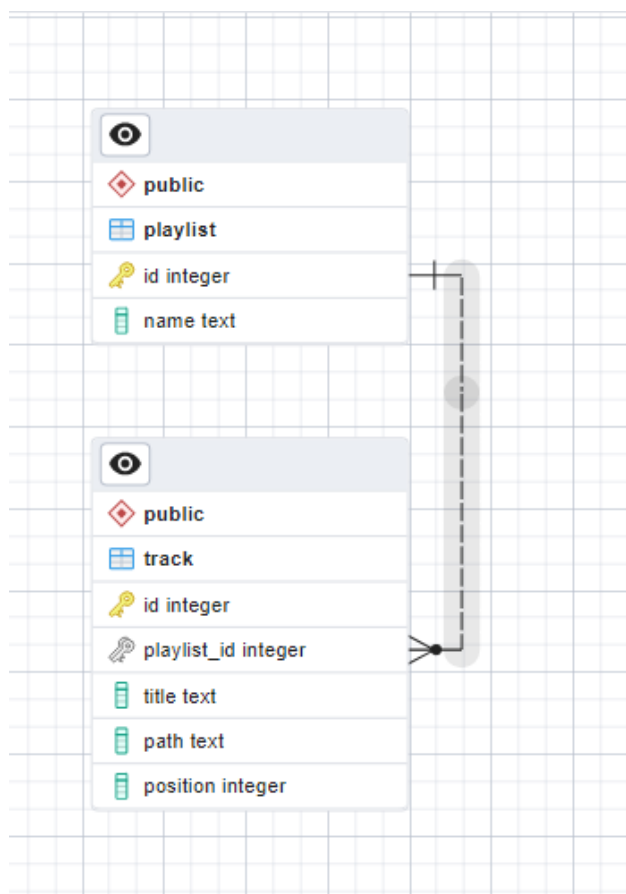 public
playlist
id integer
name text
public
track
id integer
playlist_id integer
title text
path text
position integer